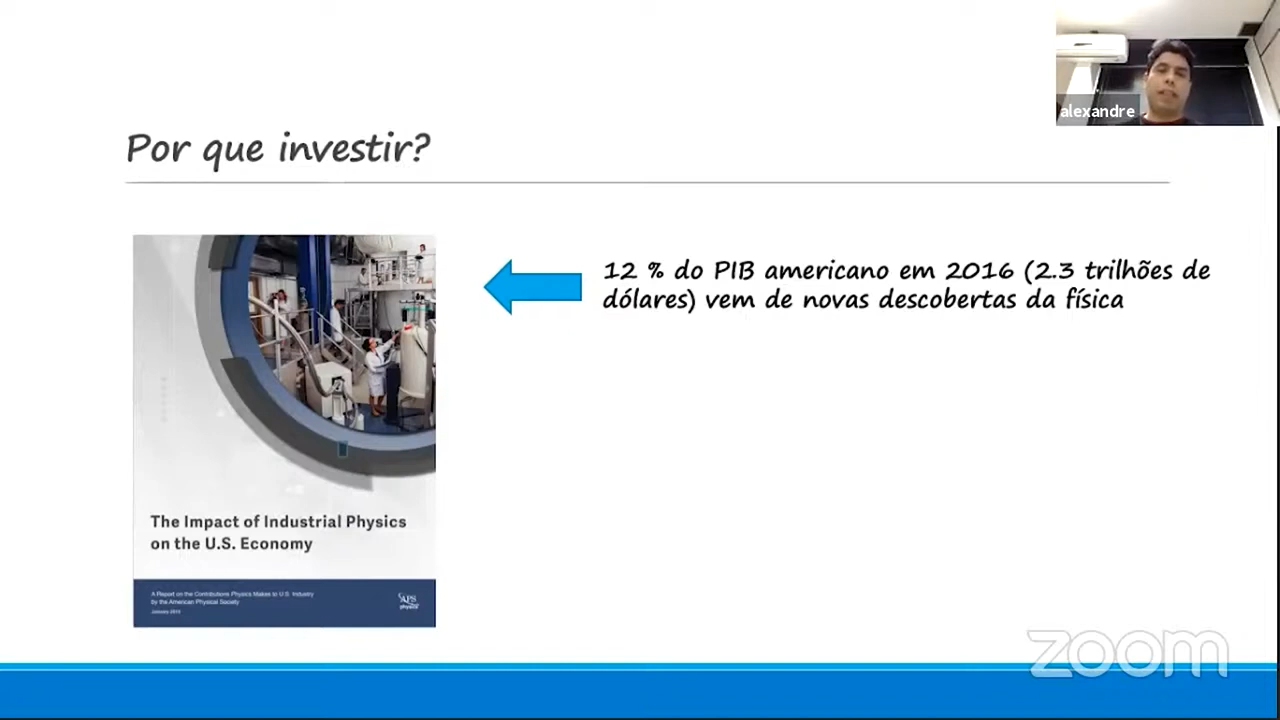 alexandre
Por que investir?
12 % do PIB americano em 2016 (2.3 trilhões de
dólares) vem de novas descobertas da física
The Impact of Industrial Physics
on the U.S. Economy
A Report on the Contributions Physics Makes to U.S. Industry
by the American Physical Society
APS
physics
zoom